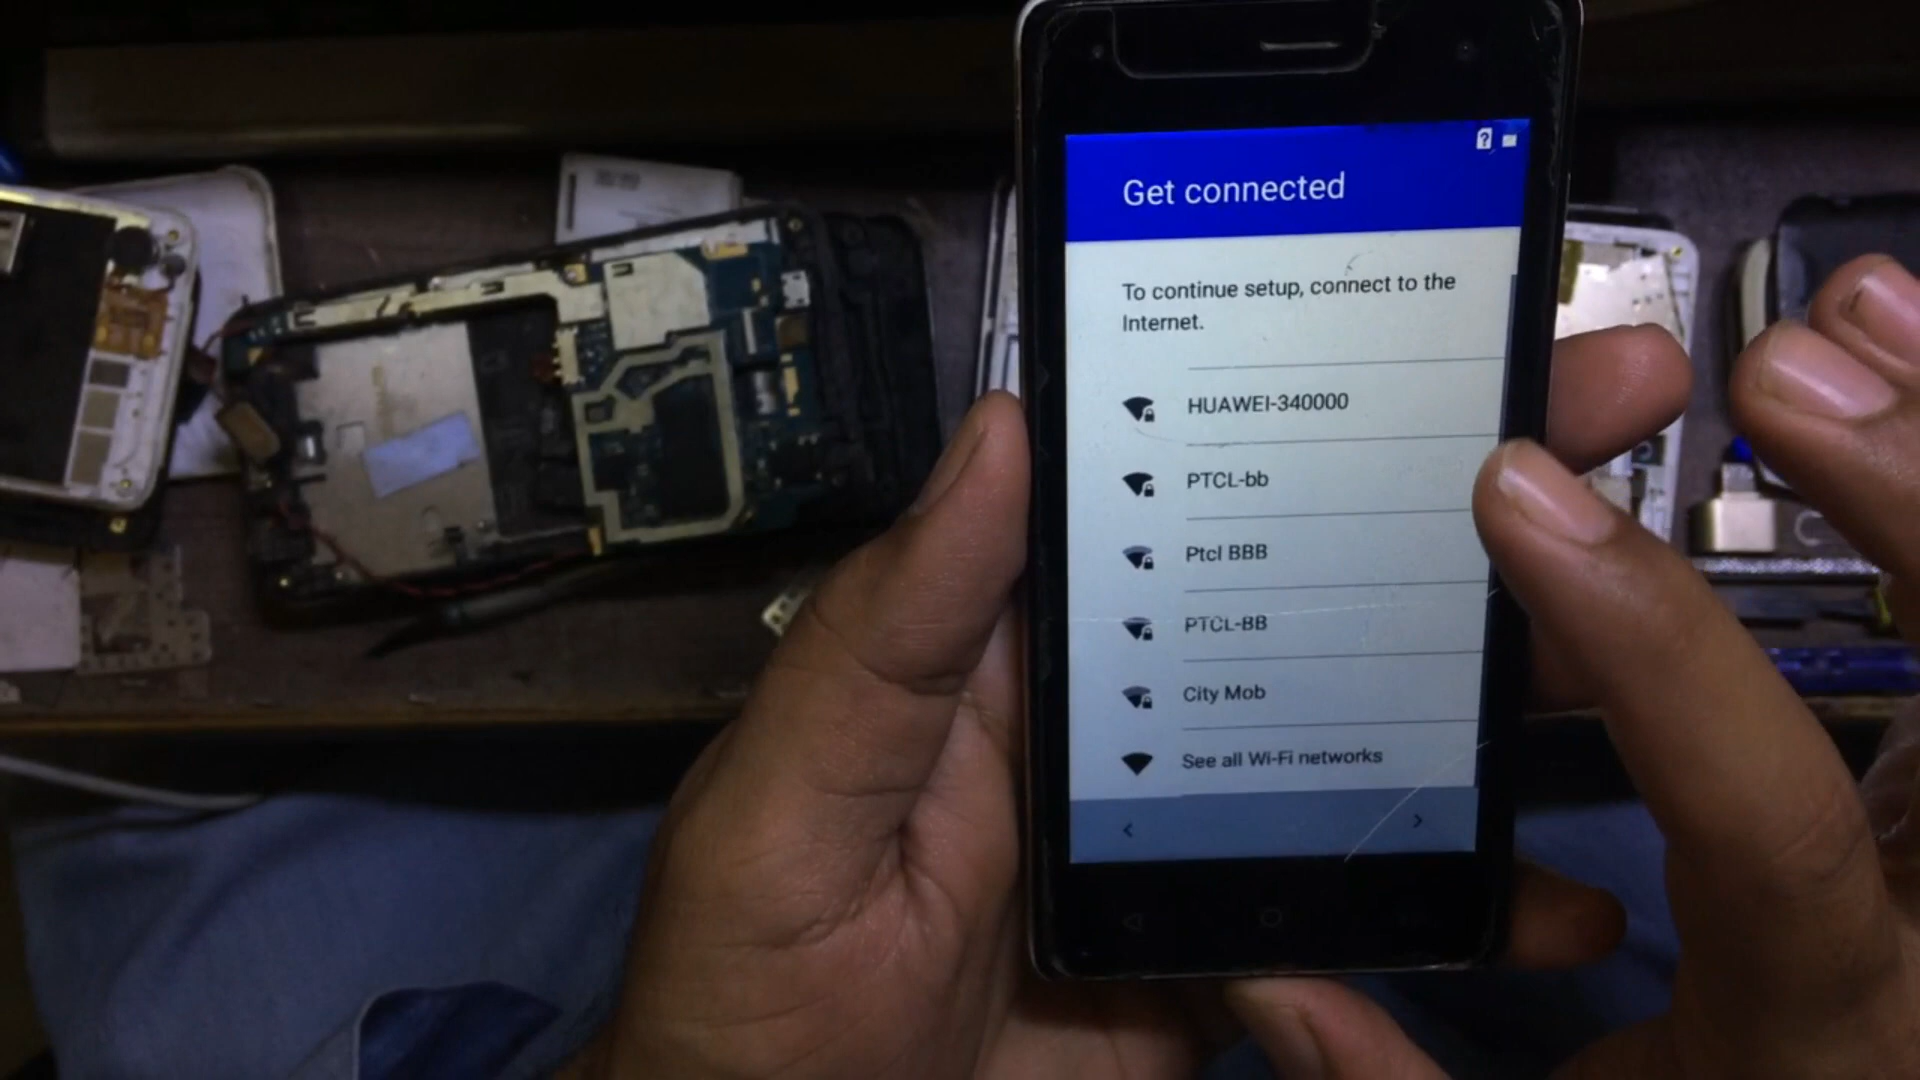 Get connected
To continue setup, connect to the
Internet.
HUAWEI-340000
PTCL-bb
Ptcl BBB
PTCL-BB
City Mob
See all Wi-Fi networks